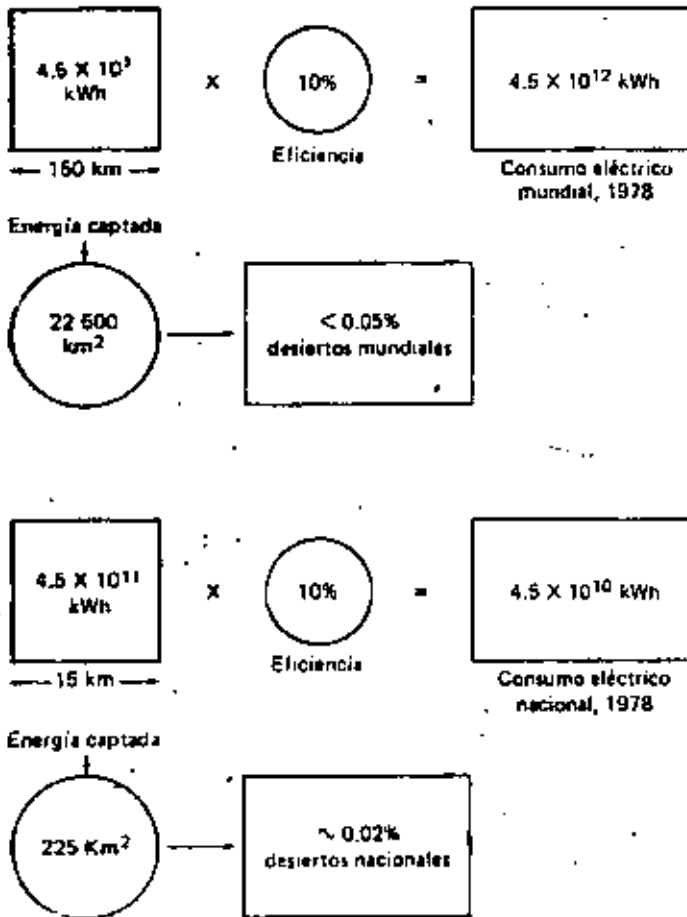 4.5 X 10³
kWh
X
10%
=
4.5 X 10¹² kWh
Eficiencia
150 km
Consumo eléctrico
mundial, 1978
Energía captada
22 500
km²
< 0.05%
desiertos mundiales
4.5 X 10¹¹
kWh
X
10%
=
4.5 X 10¹⁰ kWh
Eficiencia
15 km
Consumo eléctrico
nacional, 1978
Energía captada
225 Km²
~ 0.02%
desiertos nacionales